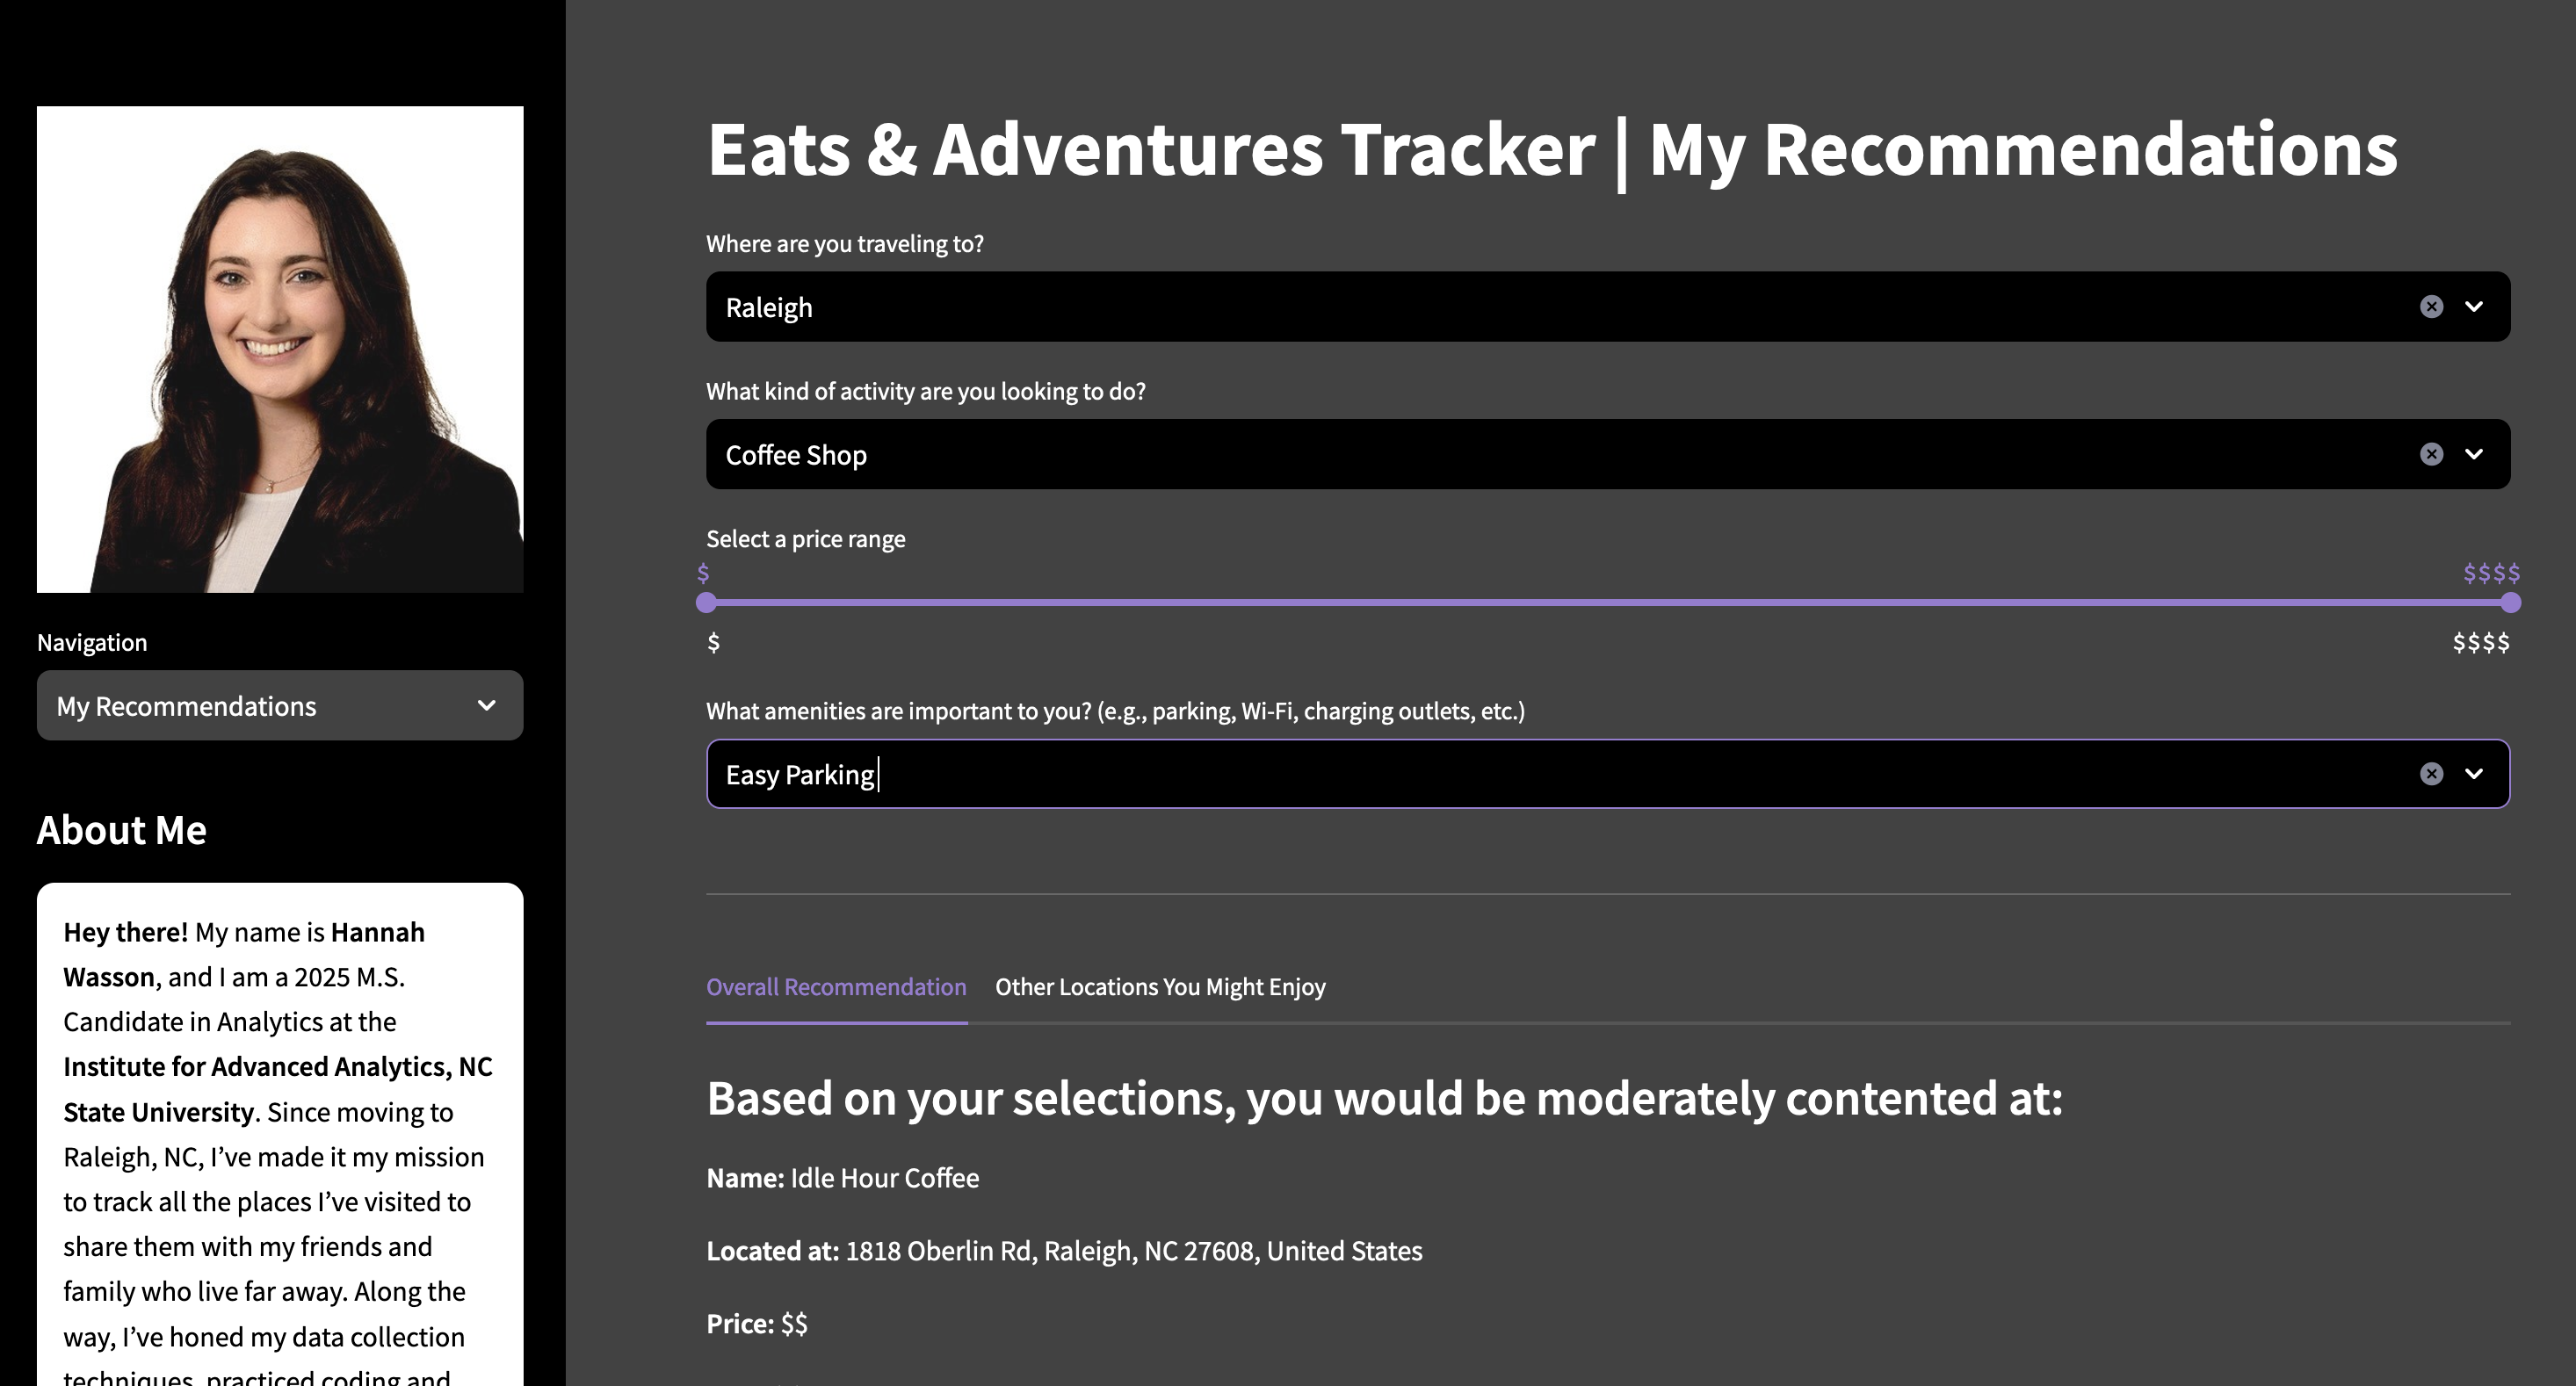 Navigation
My Recommendations
About Me
Hey there! My name is Hannah
Wasson, and I am a 2025 M.S.
Candidate in Analytics at the
Institute for Advanced Analytics, NC
State University. Since moving to
Raleigh, NC, I’ve made it my mission
to track all the places I’ve visited to
share them with my friends and
family who live far away. Along the
way, I’ve honed my data collection
techniques, practiced coding and
Eats & Adventures Tracker | My Recommendations
Where are you traveling to?
Raleigh
What kind of activity are you looking to do?
Coffee Shop
Select a price range
$ $$$$
$ $$$$
What amenities are important to you? (e.g., parking, Wi-Fi, charging outlets, etc.)
Easy Parking
Overall Recommendation Other Locations You Might Enjoy
Based on your selections, you would be moderately contented at:
Name: Idle Hour Coffee
Located at: 1818 Oberlin Rd, Raleigh, NC 27608, United States
Price: $$